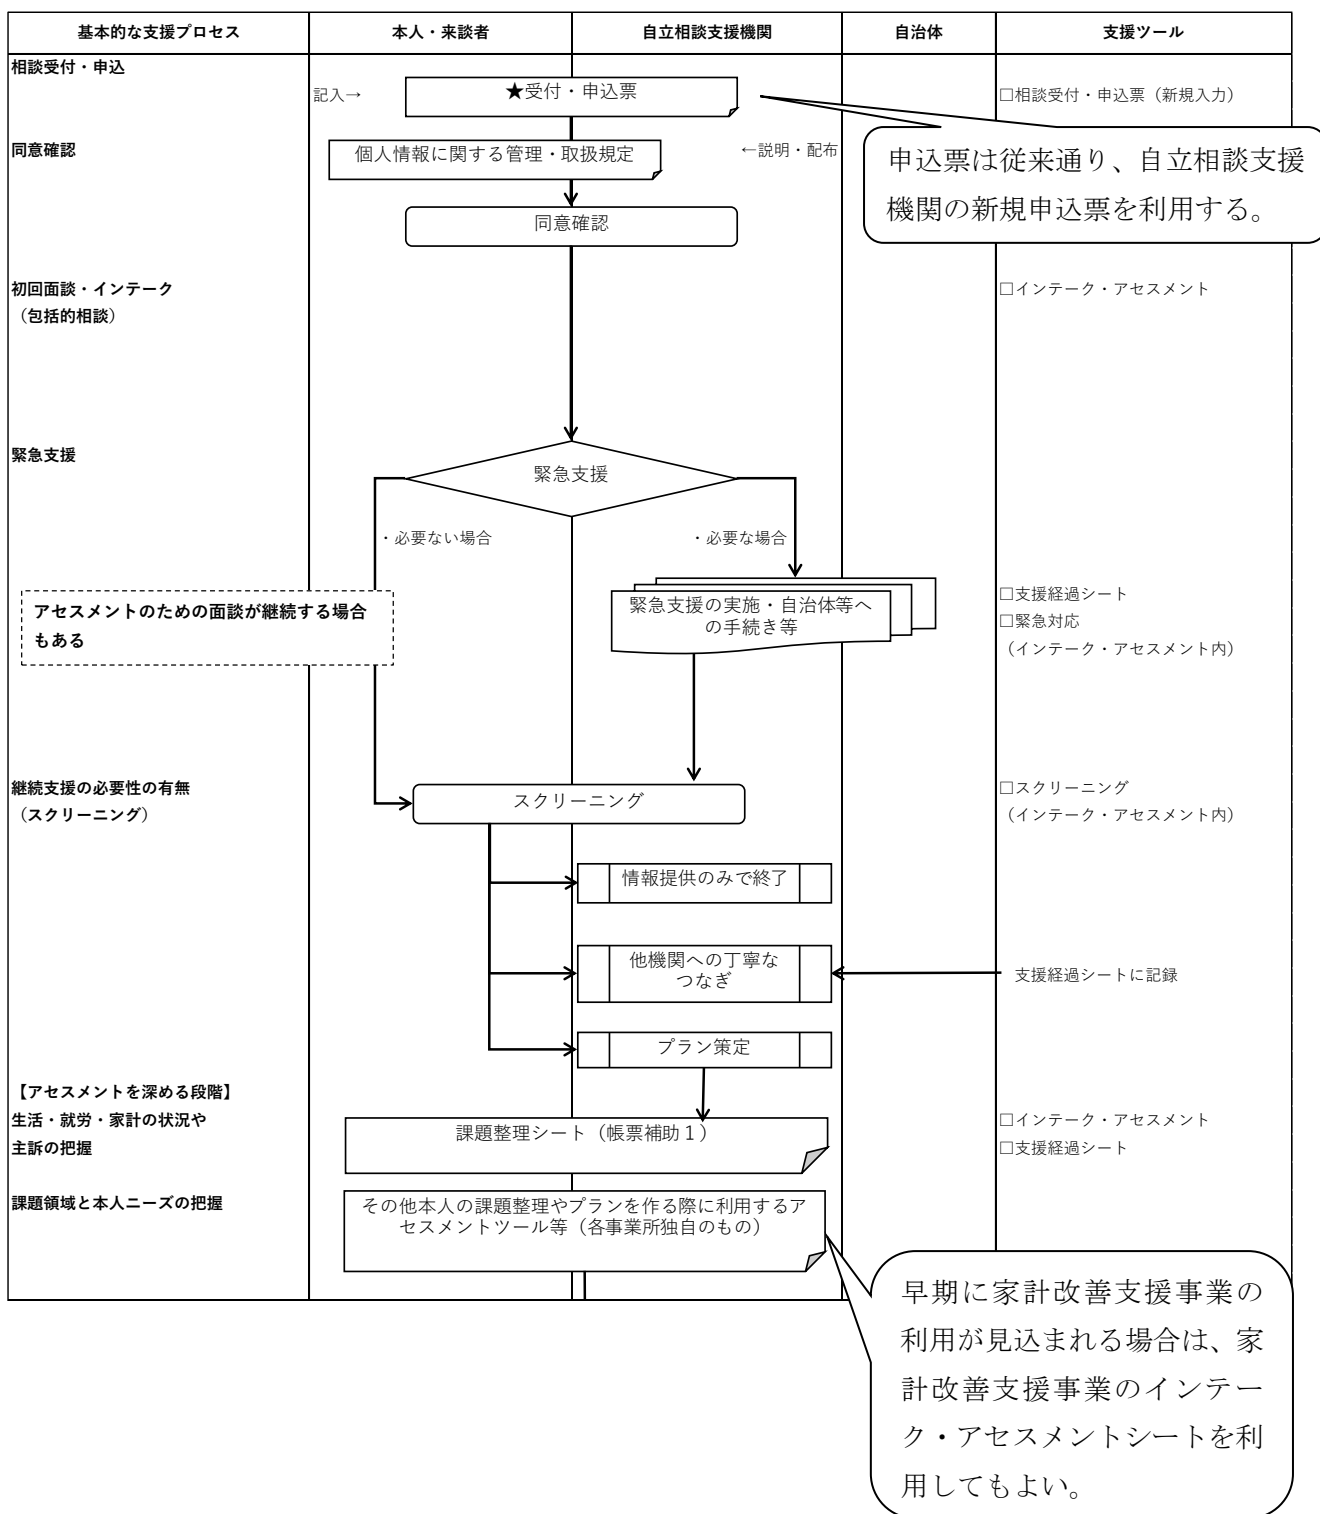 基本的な支援プロセス
本人・来談者
自立相談支援機関
自治体
支援ツール
相談受付・申込
記入→
★受付・申込票
□相談受付・申込票（新規入力）
同意確認
個人情報に関する管理・取扱規定
←説明・配布
申込票は従来通り、自立相談支援
機関の新規申込票を利用する。
同意確認
初回面談・インテーク
（包括的相談）
□インテーク・アセスメント
緊急支援
緊急支援
・必要ない場合
・必要な場合
アセスメントのための面談が継続する場合
もある
緊急支援の実施・自治体等へ
の手続き等
□支援経過シート
□緊急対応
（インテーク・アセスメント内）
継続支援の必要性の有無
（スクリーニング）
スクリーニング
□スクリーニング
（インテーク・アセスメント内）
情報提供のみで終了
他機関への丁寧な
つなぎ
支援経過シートに記録
プラン策定
【アセスメントを深める段階】
生活・就労・家計の状況や
主訴の把握
課題整理シート（帳票補助１）
□インテーク・アセスメント
□支援経過シート
課題領域と本人ニーズの把握
その他本人の課題整理やプランを作る際に利用するア
セスメントツール等（各事業所独自のもの）
早期に家計改善支援事業の
利用が見込まれる場合は、家
計改善支援事業のインテー
ク・アセスメントシートを利
用してもよい。